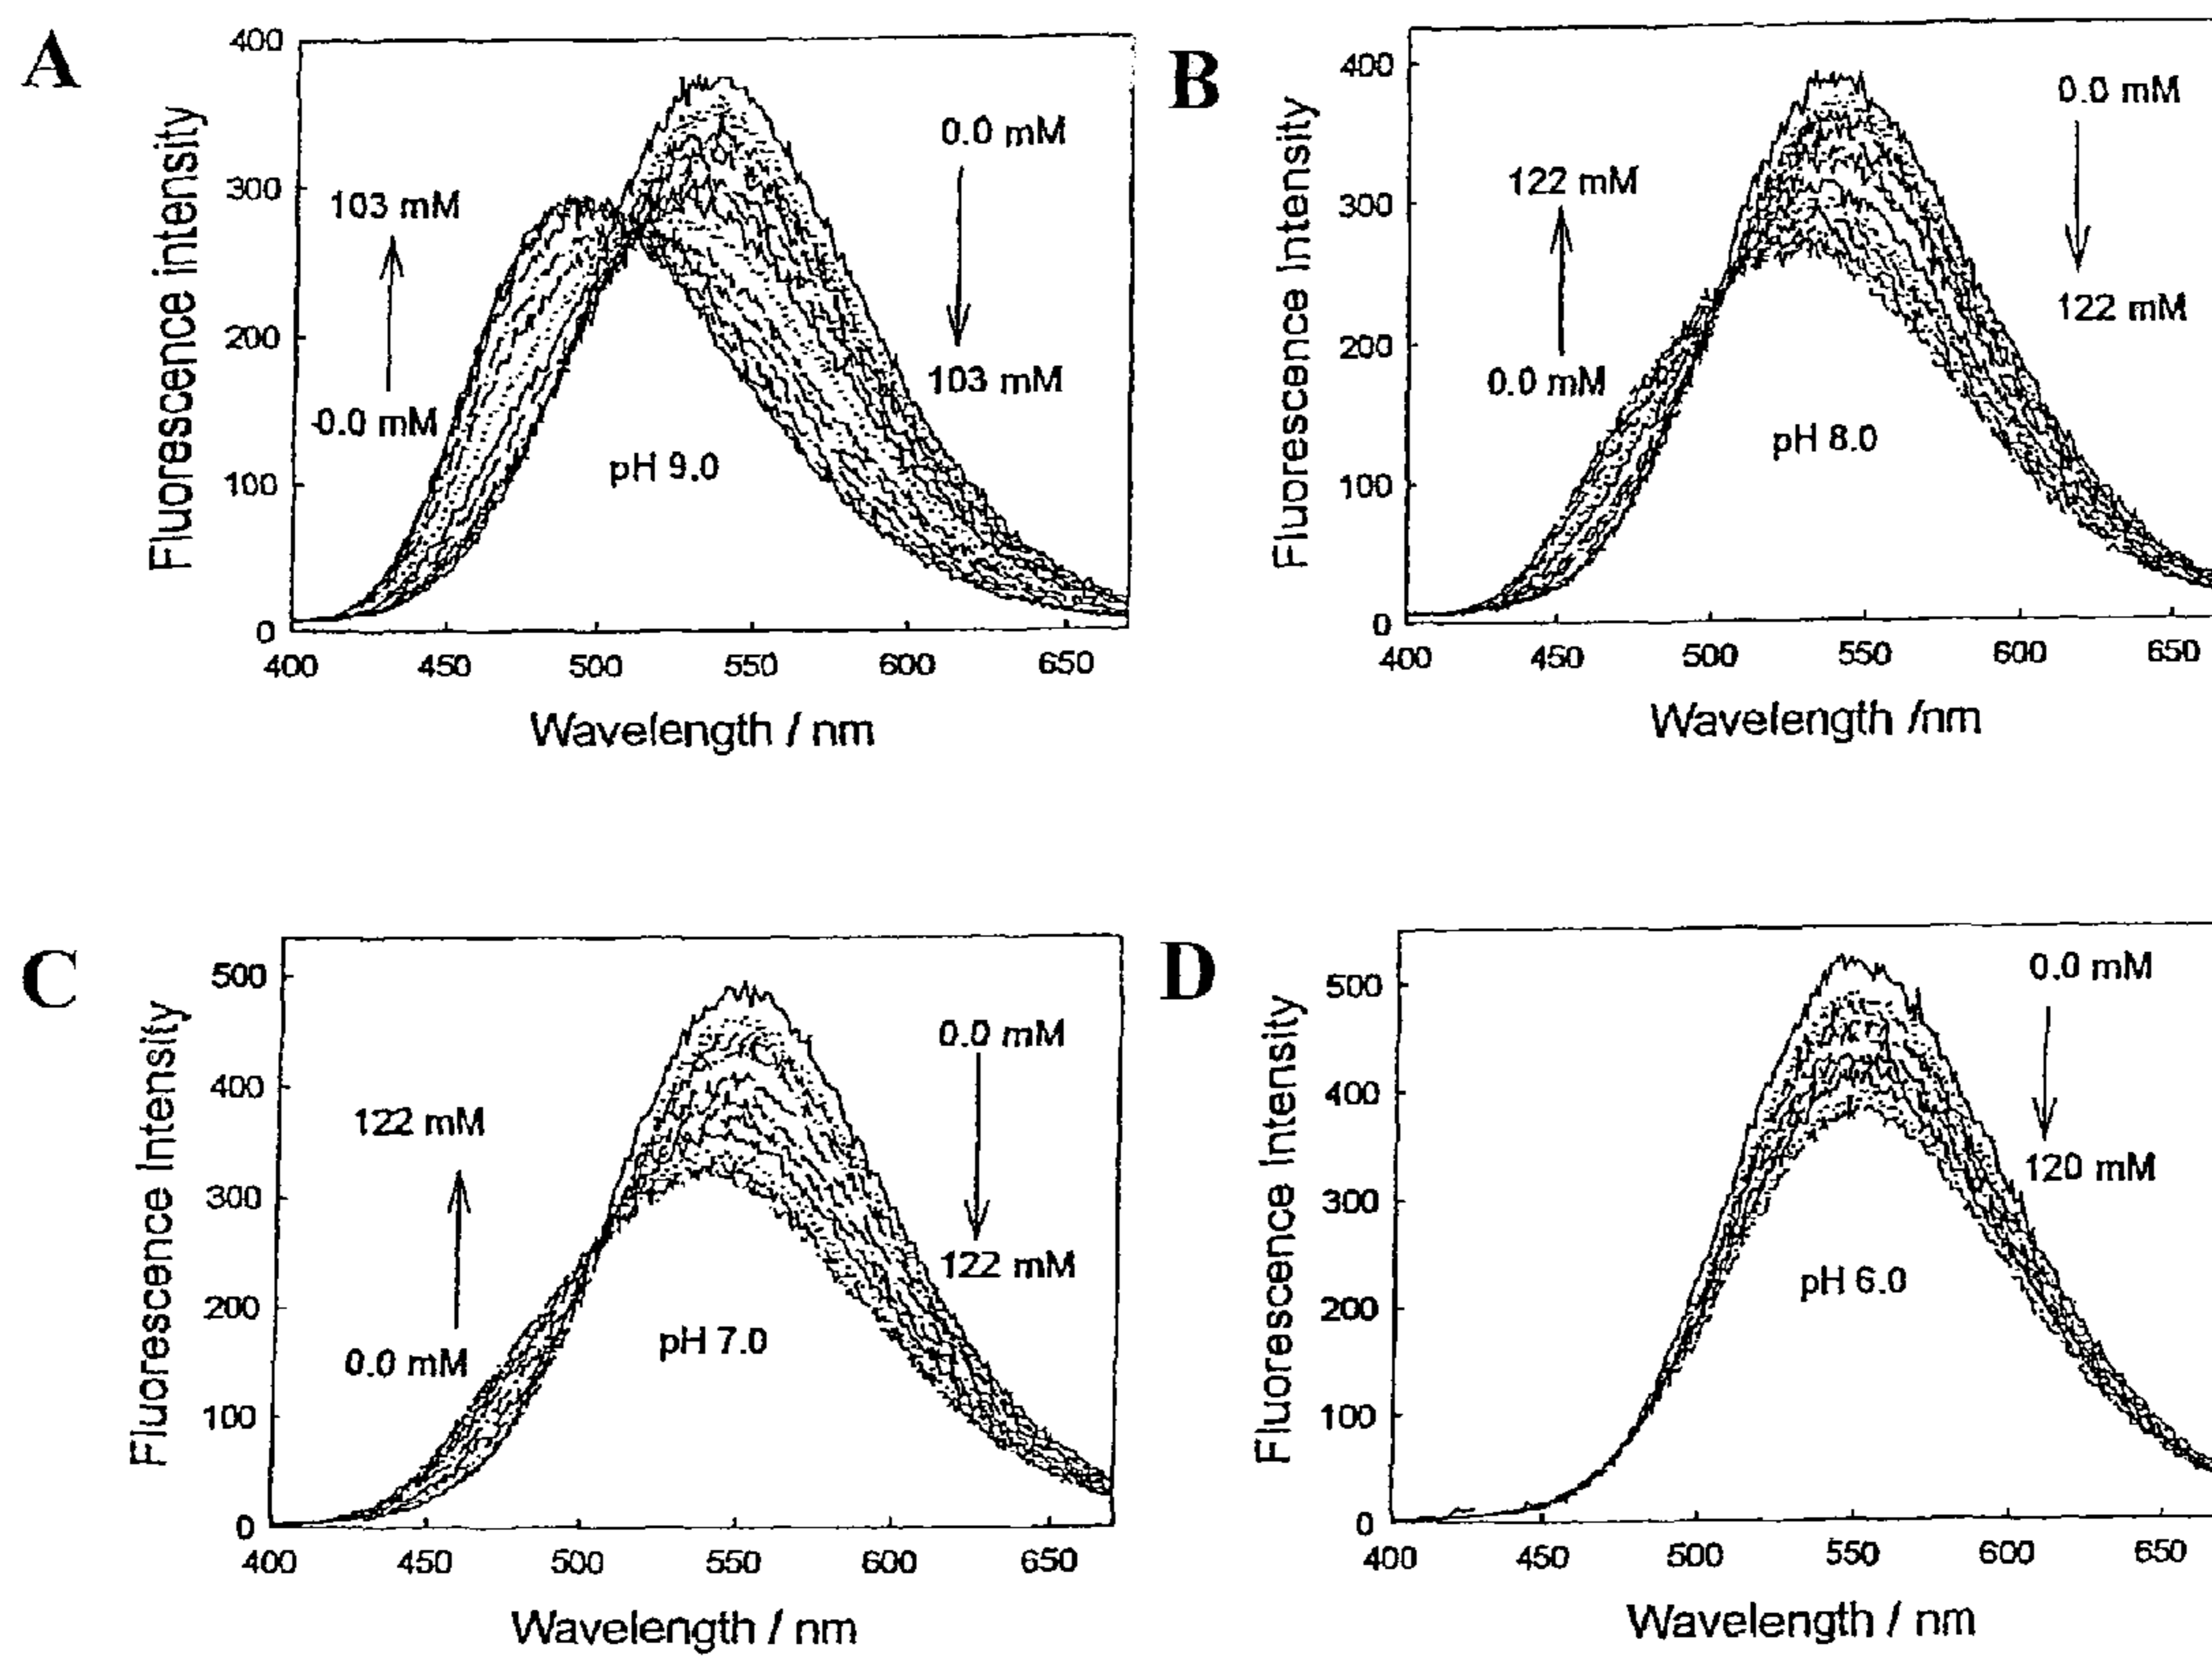 A
400
300
200
100
0
Fluorescence intensity
103 mM
0.0 mM
0.0 mM
103 mM
pH 9.0
400 450 500 550 600 650
Wavelength / nm
B
400
300
200
100
0
Fluorescence Intensity
122 mM
0.0 mM
0.0 mM
122 mM
pH 8.0
400 450 500 550 600 650
Wavelength /nm
C
500
400
300
200
100
0
Fluorescence Intensity
122 mM
0.0 mM
0.0 mM
122 mM
pH 7.0
400 450 500 550 600 650
Wavelength / nm
D
500
400
300
200
100
0
Fluorescence Intensity
0.0 mM
120 mM
pH 6.0
400 450 500 550 600 650
Wavelength / nm